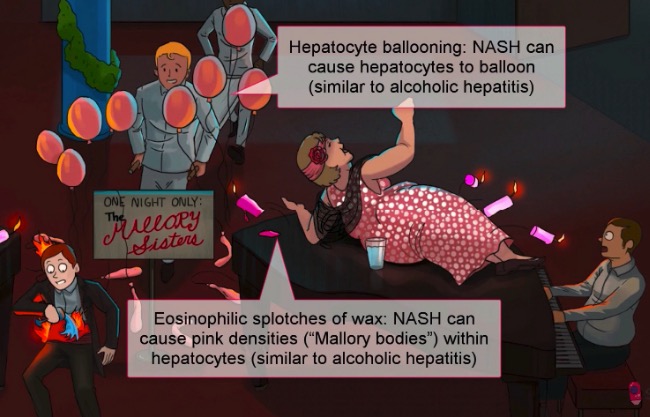 Hepatocyte ballooning: NASH can
cause hepatocytes to balloon
(similar to alcoholic hepatitis)
ONE NIGHT ONLY:
The
MALLORY
Sisters
Eosinophilic splotches of wax: NASH can
cause pink densities (“Mallory bodies”) within
hepatocytes (similar to alcoholic hepatitis)